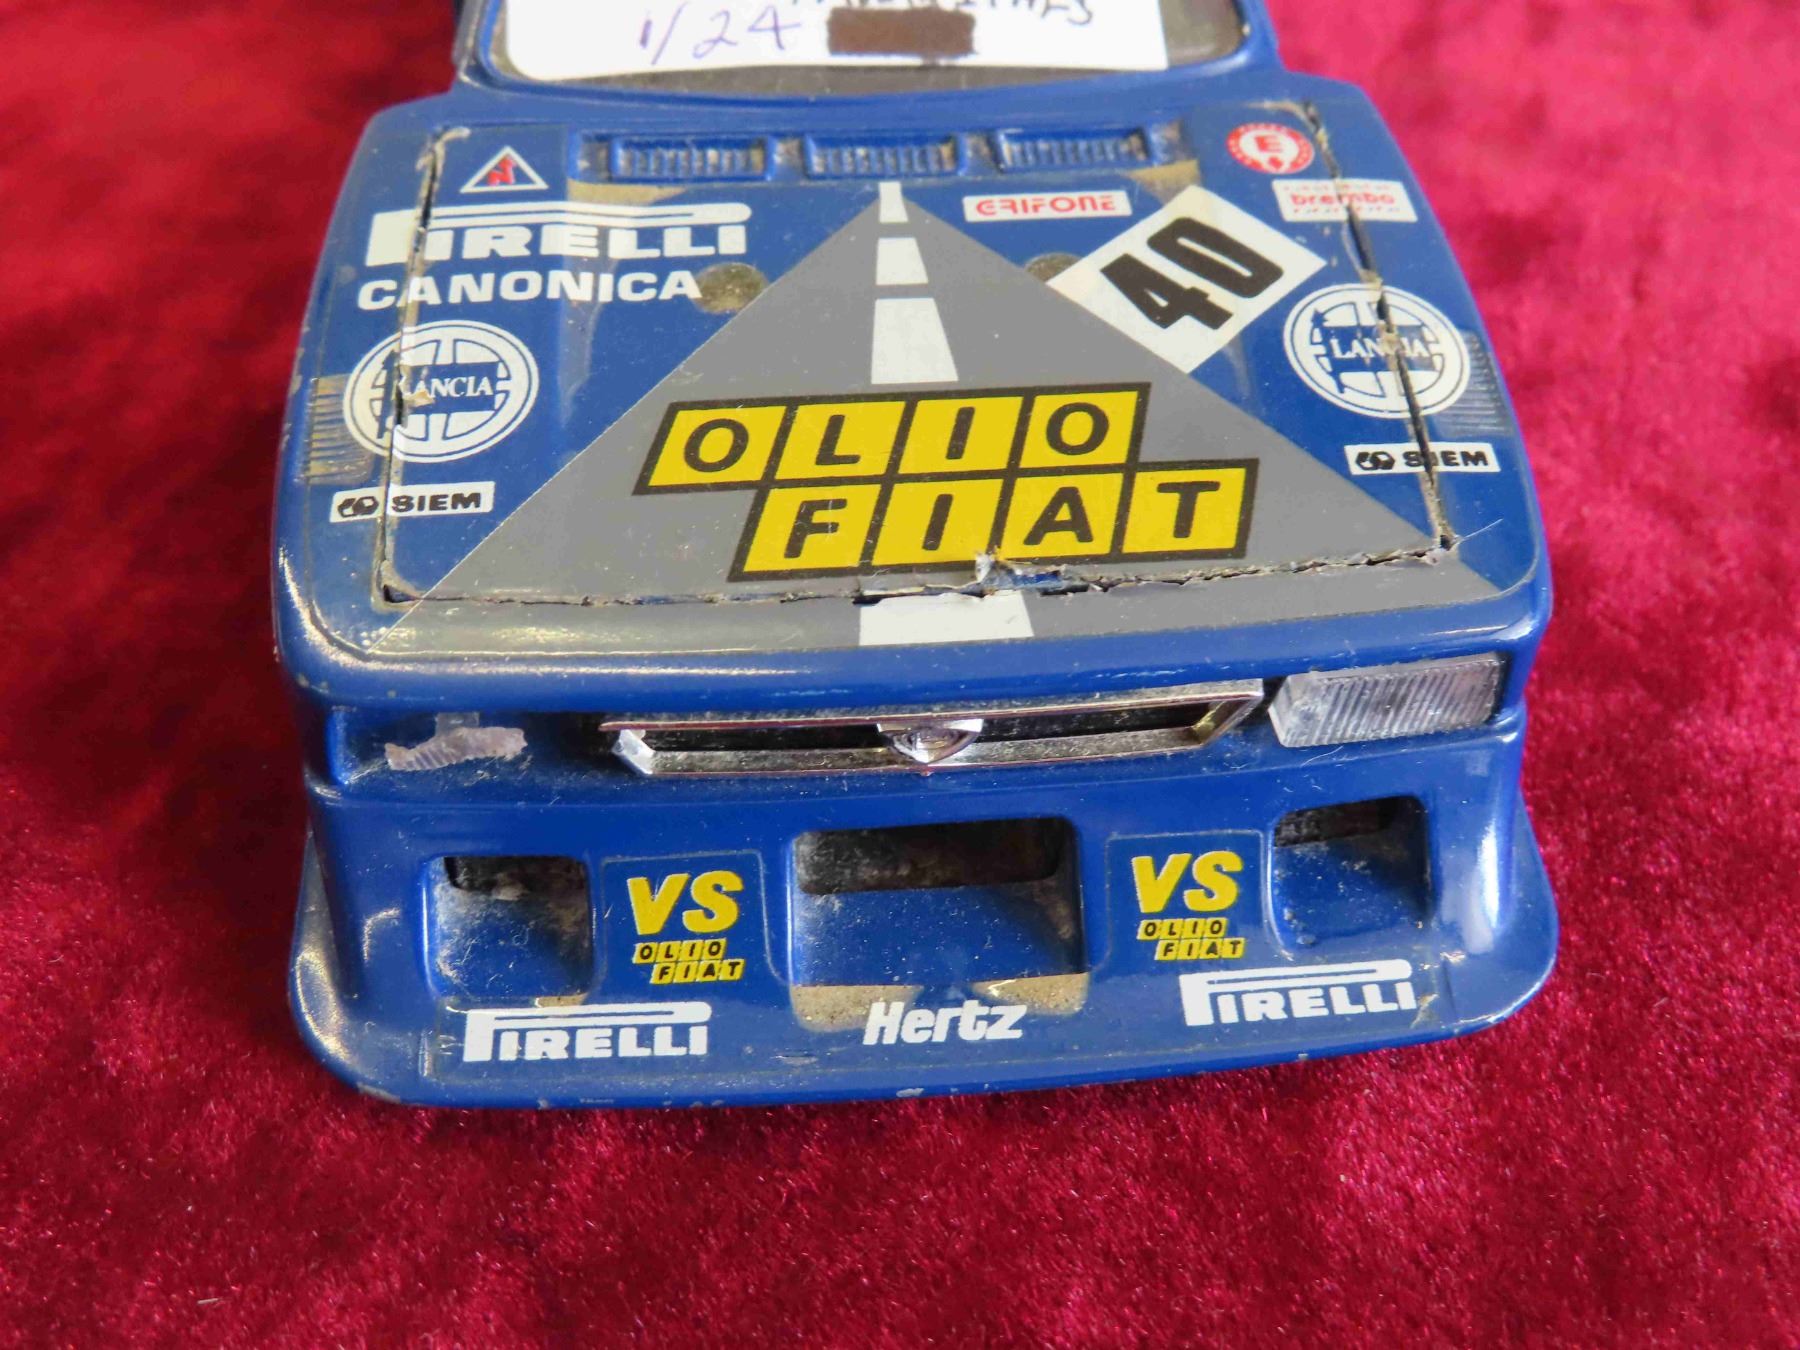 1/24
E
N
PIRELLI
CANONICA
GRIFONE
brembo
40
LANCIA
LANCIA
SIEM
SIEM
OLIO
FIAT
VS
OLIO
FIAT
VS
OLIO
FIAT
PIRELLI
Hertz
PIRELLI